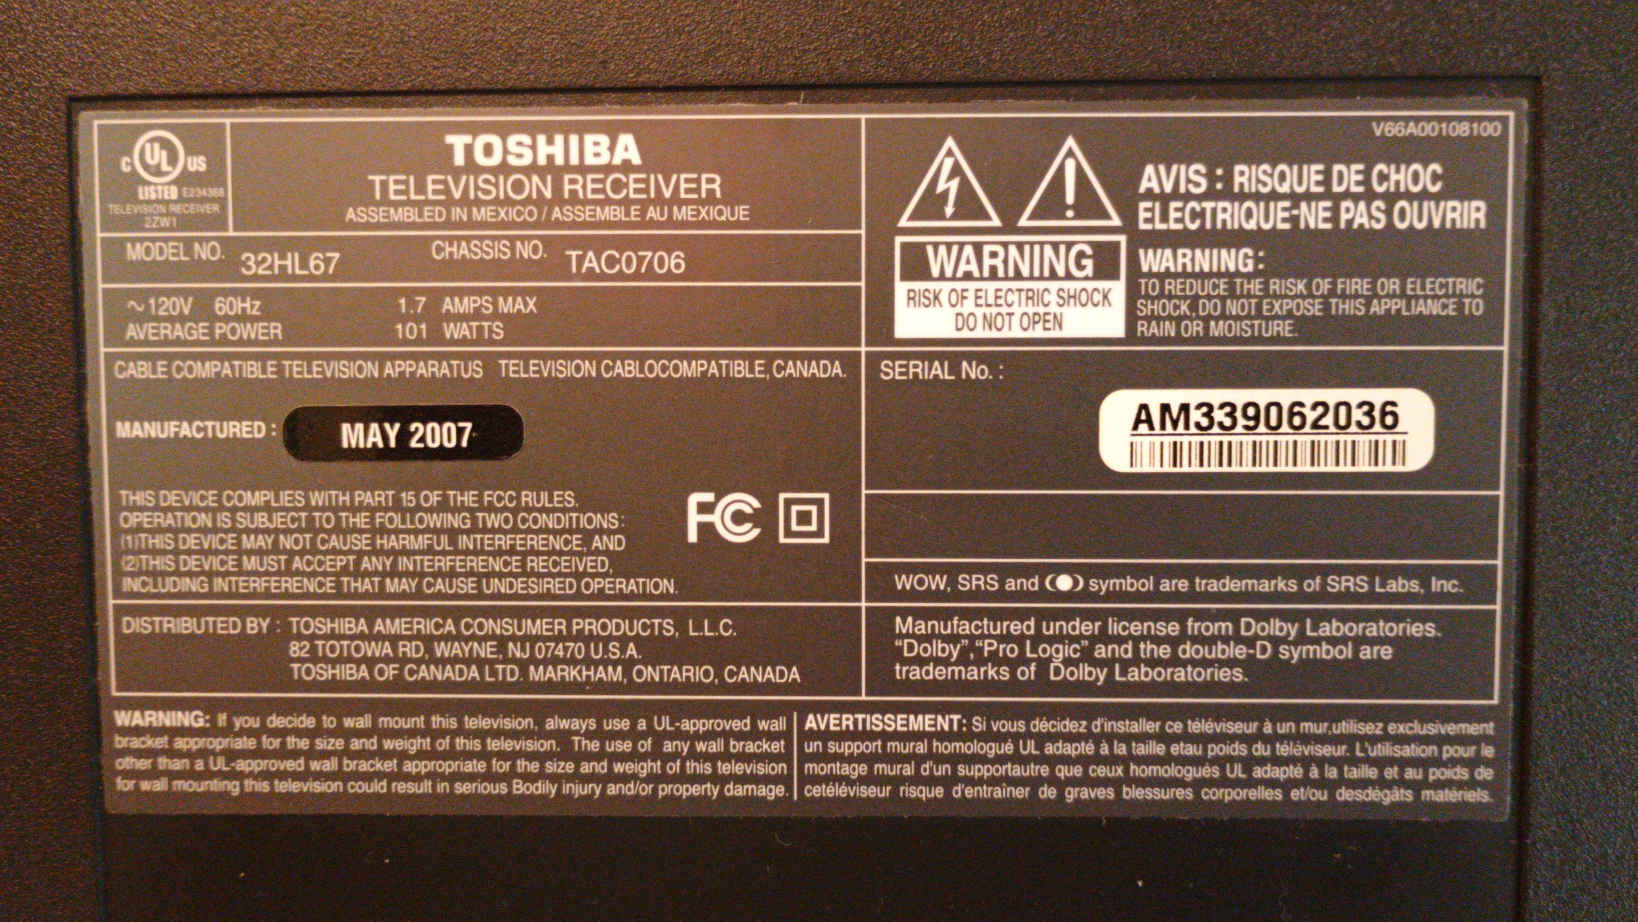 C UL US
LISTED E234368
TELEVISION RECEIVER
2ZW1
TOSHIBA
TELEVISION RECEIVER
ASSEMBLED IN MEXICO / ASSEMBLE AU MEXIQUE
MODEL NO. 32HL67 CHASSIS NO. TAC0706
~120V 60Hz 1.7 AMPS MAX
AVERAGE POWER 101 WATTS
CABLE COMPATIBLE TELEVISION APPARATUS TELEVISION CABLOCOMPATIBLE, CANADA.
MANUFACTURED : MAY 2007
THIS DEVICE COMPLIES WITH PART 15 OF THE FCC RULES.
OPERATION IS SUBJECT TO THE FOLLOWING TWO CONDITIONS:
(1)THIS DEVICE MAY NOT CAUSE HARMFUL INTERFERENCE, AND
(2)THIS DEVICE MUST ACCEPT ANY INTERFERENCE RECEIVED,
INCLUDING INTERFERENCE THAT MAY CAUSE UNDESIRED OPERATION.
FC
DISTRIBUTED BY : TOSHIBA AMERICA CONSUMER PRODUCTS, L.L.C.
82 TOTOWA RD, WAYNE, NJ 07470 U.S.A.
TOSHIBA OF CANADA LTD. MARKHAM, ONTARIO, CANADA
V66A00108100
WARNING
RISK OF ELECTRIC SHOCK
DO NOT OPEN
AVIS : RISQUE DE CHOC
ELECTRIQUE-NE PAS OUVRIR
WARNING:
TO REDUCE THE RISK OF FIRE OR ELECTRIC
SHOCK, DO NOT EXPOSE THIS APPLIANCE TO
RAIN OR MOISTURE.
SERIAL No. :
AM339062036
WOW, SRS and symbol are trademarks of SRS Labs, Inc.
Manufactured under license from Dolby Laboratories.
“Dolby”,“Pro Logic” and the double-D symbol are
trademarks of Dolby Laboratories.
WARNING: If you decide to wall mount this television, always use a UL-approved wall
bracket appropriate for the size and weight of this television. The use of any wall bracket
other than a UL-approved wall bracket appropriate for the size and weight of this television
for wall mounting this television could result in serious Bodily injury and/or property damage.
AVERTISSEMENT: Si vous décidez d'installer ce téléviseur à un mur,utilisez exclusivement
un support mural homologué UL adapté à la taille etau poids du téléviseur. L'utilisation pour le
montage mural d'un supportautre que ceux homologués UL adapté à la taille et au poids de
cetéléviseur risque d'entraîner de graves blessures corporelles et/ou desdégâts matériels.